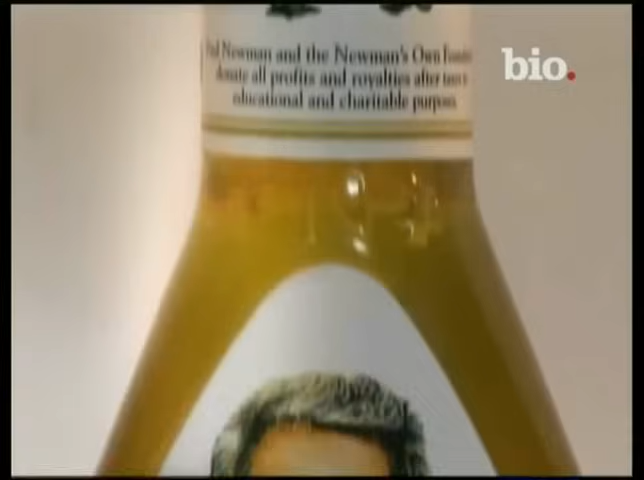 Newman and the Newman's Own
donate all profits and royalties after
educational and charitable
bio.